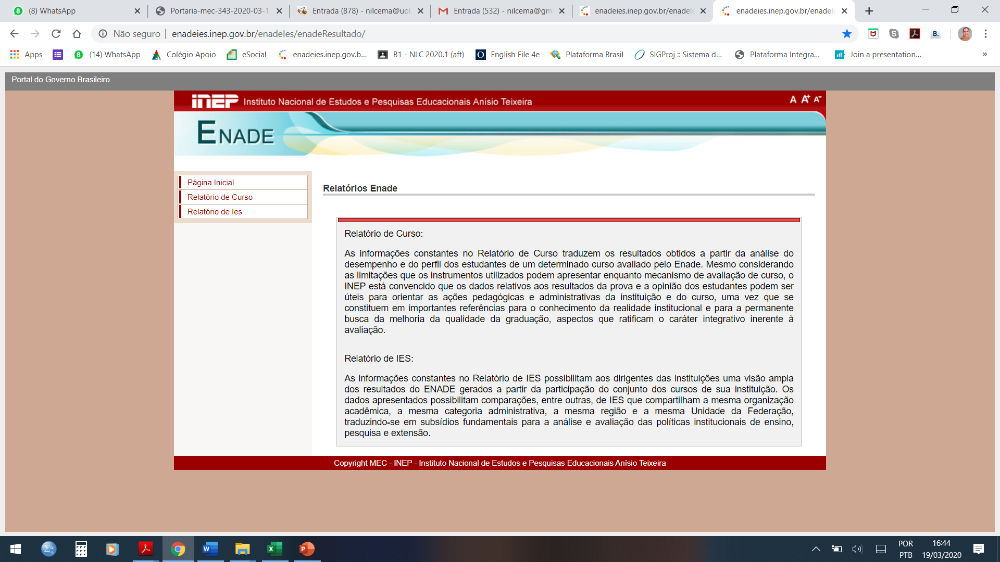 (8) WhatsApp
Portaria-mec-343-2020-03-1
Entrada (878) - nilcema@uol
Entrada (532) - nilcema@gm
enadeies.inep.gov.br/enadele
enadeies.inep.gov.br/enadele
Não seguro | enadeies.inep.gov.br/enadeles/enadeResultado/
Apps
(14) WhatsApp
Colégio Apoio
eSocial
enadeies.inep.gov.b...
B1 - NLC 2020.1 (aft)
English File 4e
Plataforma Brasil
SIGProj :: Sistema d...
Plataforma Integra...
Join a presentation...
»
Portal do Governo Brasileiro
INEP Instituto Nacional de Estudos e Pesquisas Educacionais Anísio Teixeira
A A+ A-
ENADE
Página Inicial
Relatório de Curso
Relatório de Ies
Relatórios Enade
Relatório de Curso:
As informações constantes no Relatório de Curso traduzem os resultados obtidos a partir da análise do
desempenho e do perfil dos estudantes de um determinado curso avaliado pelo Enade. Mesmo considerando
as limitações que os instrumentos utilizados podem apresentar enquanto mecanismo de avaliação de curso, o
INEP está convencido que os dados relativos aos resultados da prova e a opinião dos estudantes podem ser
úteis para orientar as ações pedagógicas e administrativas da instituição e do curso, uma vez que se
constituem em importantes referências para o conhecimento da realidade institucional e para a permanente
busca da melhoria da qualidade da graduação, aspectos que ratificam o caráter integrativo inerente à
avaliação.
Relatório de IES:
As informações constantes no Relatório de IES possibilitam aos dirigentes das instituições uma visão ampla
dos resultados do ENADE gerados a partir da participação do conjunto dos cursos de sua instituição. Os
dados apresentados possibilitam comparações, entre outras, de IES que compartilham a mesma organização
acadêmica, a mesma categoria administrativa, a mesma região e a mesma Unidade da Federação,
traduzindo-se em subsídios fundamentais para a análise e avaliação das políticas institucionais de ensino,
pesquisa e extensão.
Copyright MEC - INEP - Instituto Nacional de Estudos e Pesquisas Educacionais Anísio Teixeira
POR
PTB
16:44
19/03/2020